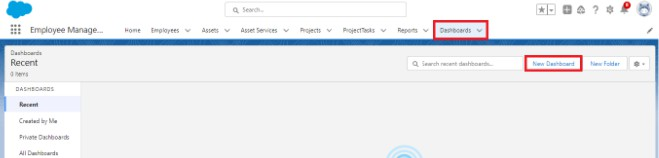 Search...
Employee Manage... Home Employees Assets Asset Services Projects ProjectTasks Reports Dashboards
Dashboards
Recent
0 items
Search recent dashboards...
New Dashboard
New Folder
DASHBOARDS
Recent
Created by Me
Private Dashboards
All Dashboards